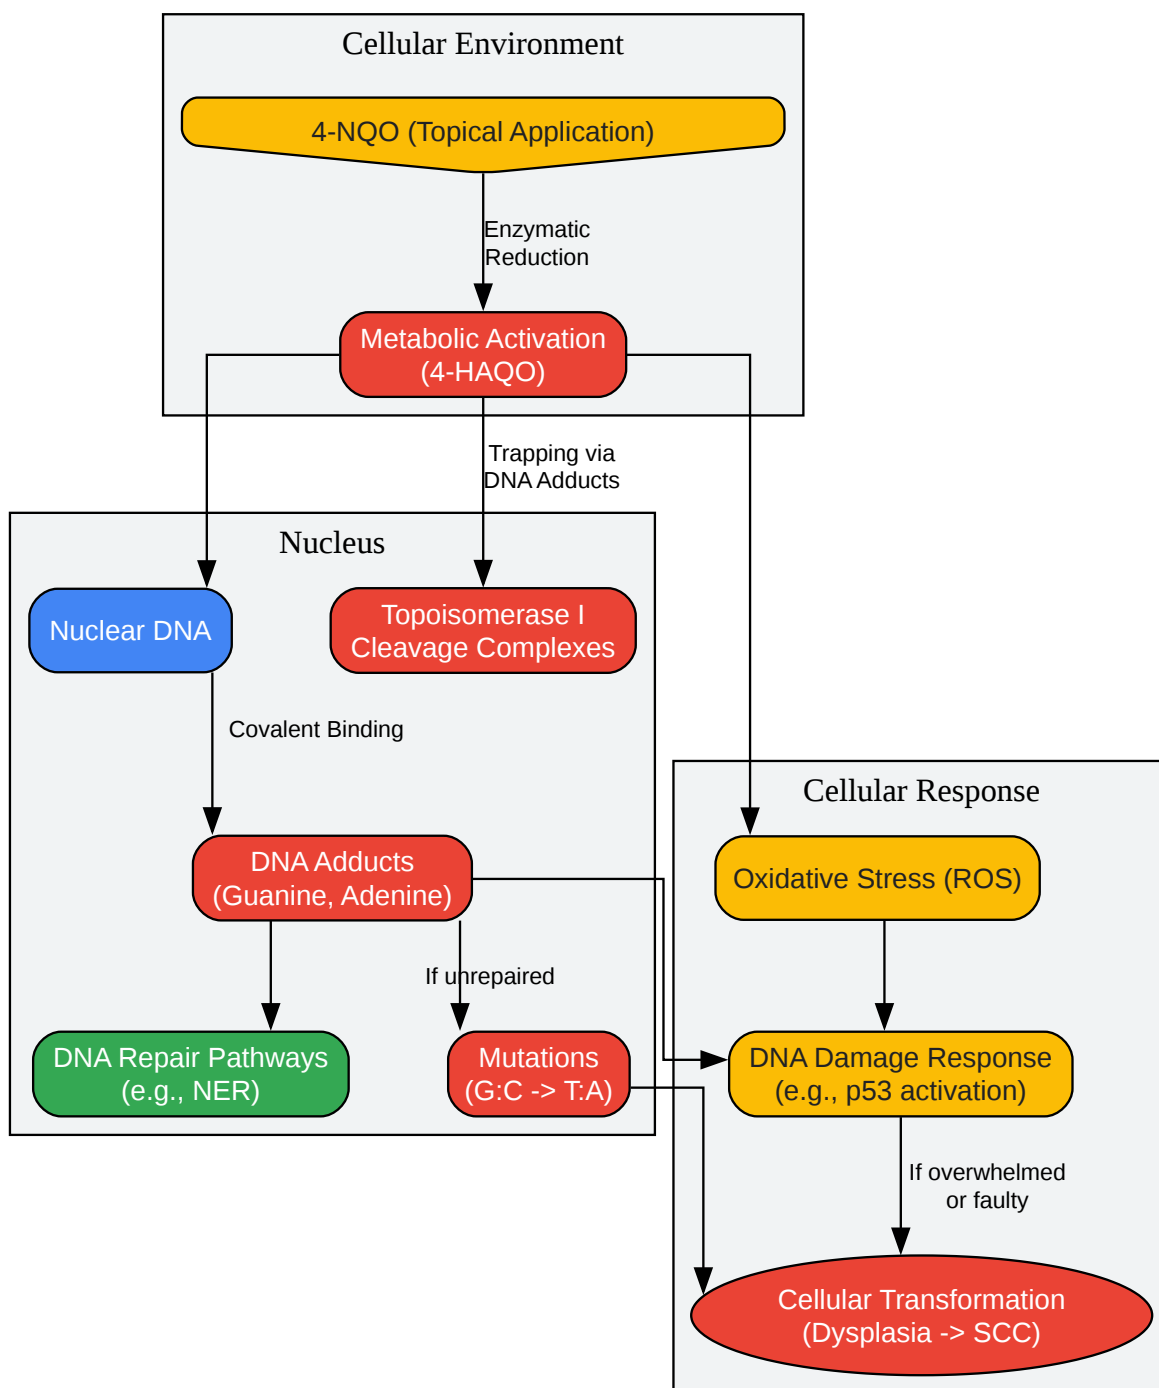 Cellular Environment
4-NQO (Topical Application)
Enzymatic
Reduction
Metabolic Activation
(4-HAQO)
Trapping via
DNA Adducts
Nucleus
Nuclear DNA
Topoisomerase I
Cleavage Complexes
Covalent Binding
Cellular Response
DNA Adducts
(Guanine, Adenine)
Oxidative Stress (ROS)
If unrepaired
DNA Repair Pathways
(e.g., NER)
Mutations
(G:C -> T:A)
DNA Damage Response
(e.g., p53 activation)
If overwhelmed
or faulty
Cellular Transformation
(Dysplasia -> SCC)